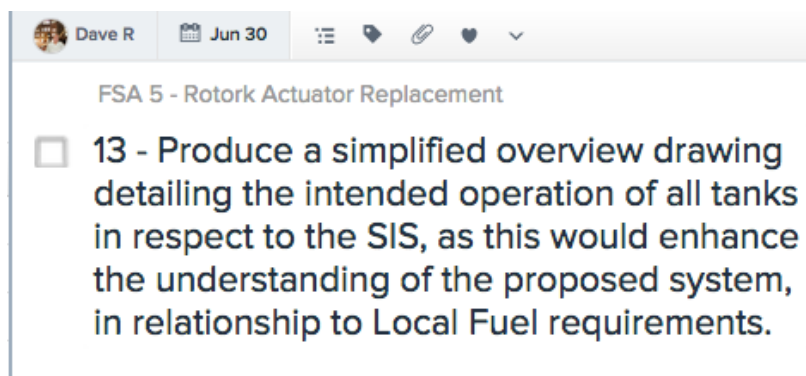 Dave R Jun 30
FSA 5 - Rotork Actuator Replacement
13 - Produce a simplified overview drawing
detailing the intended operation of all tanks
in respect to the SIS, as this would enhance
the understanding of the proposed system,
in relationship to Local Fuel requirements.